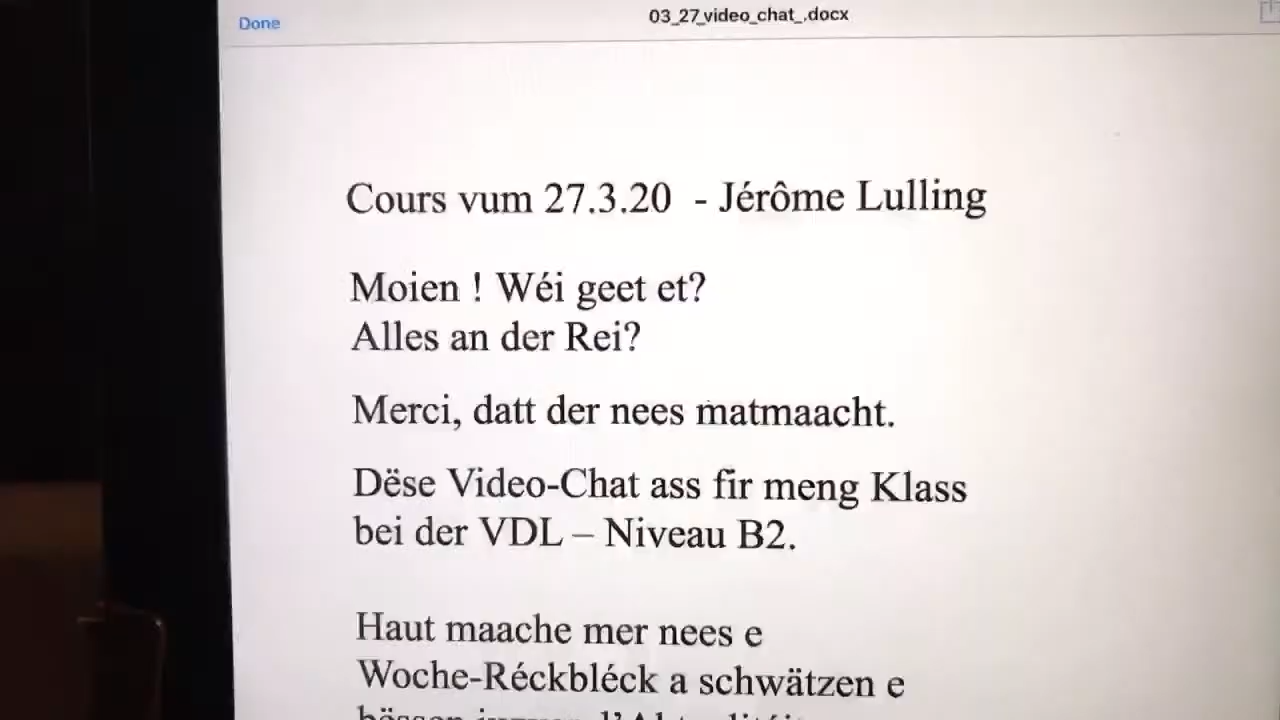 Done
03_27_video_chat_.docx
Cours vum 27.3.20 - Jérôme Lulling
Moien ! Wéi geet et?
Alles an der Rei?
Merci, datt der nees matmaacht.
Dëse Video-Chat ass fir meng Klass
bei der VDL – Niveau B2.
Haut maache mer nees e
Woche-Réckbléck a schwätzen e